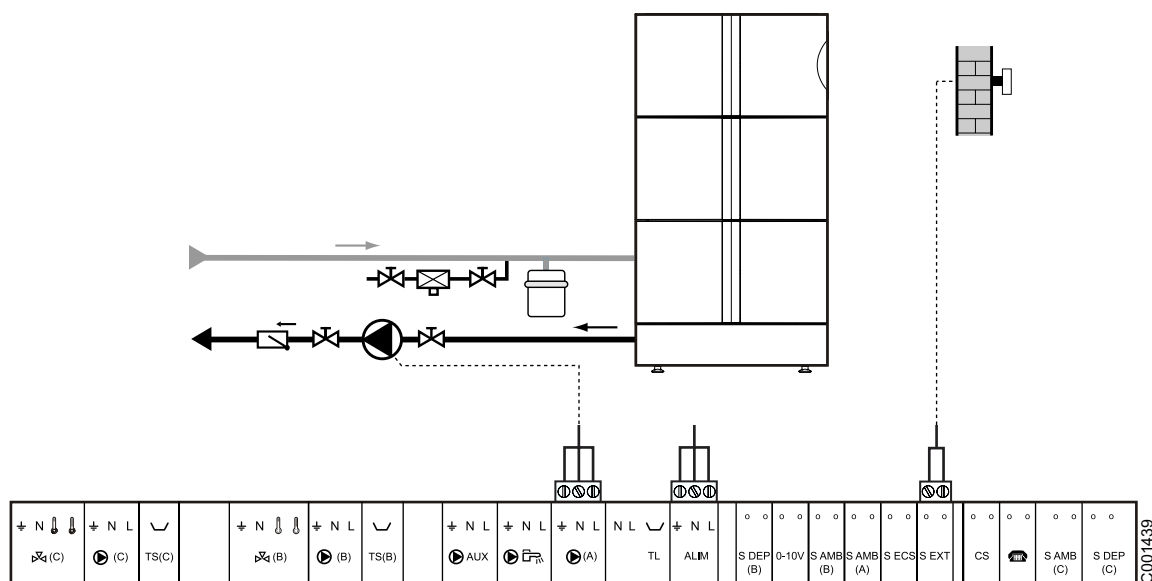 N
(C)
N L
(C)
TS(C)
N
(B)
N L
(B)
TS(B)
N L
AUX
N L
N L
(A)
N L
TL
N L
ALIM
S DEP
(B)
0-10V
S AMB
(B)
S AMB
(A)
S ECS
S EXT
CS
S AMB
(C)
S DEP
(C)
C001439